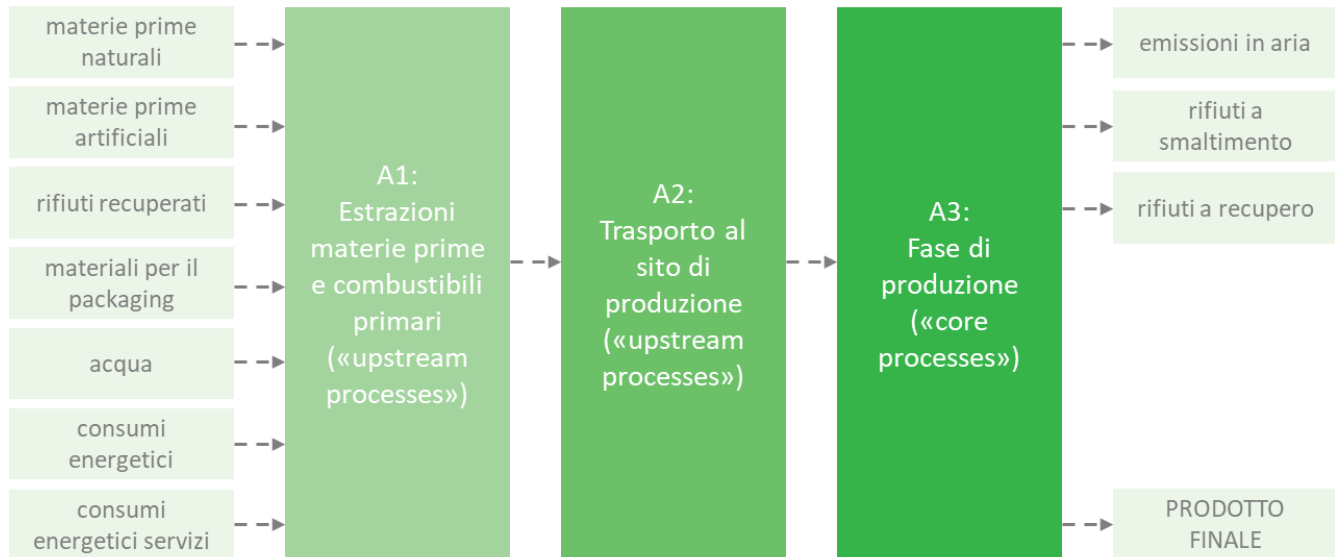 materie prime
naturali
materie prime
artificiali
rifiuti recuperati
materiali per il
packaging
acqua
consumi
energetici
consumi
energetici servizi
A1:
Estrazioni
materie prime
e combustibili
primari
(«upstream
processes»)
A2:
Trasporto al
sito di
produzione
(«upstream
processes»)
A3:
Fase di
produzione
(«core
processes»)
emissioni in aria
rifiuti a
smaltimento
rifiuti a recupero
PRODOTTO
FINALE